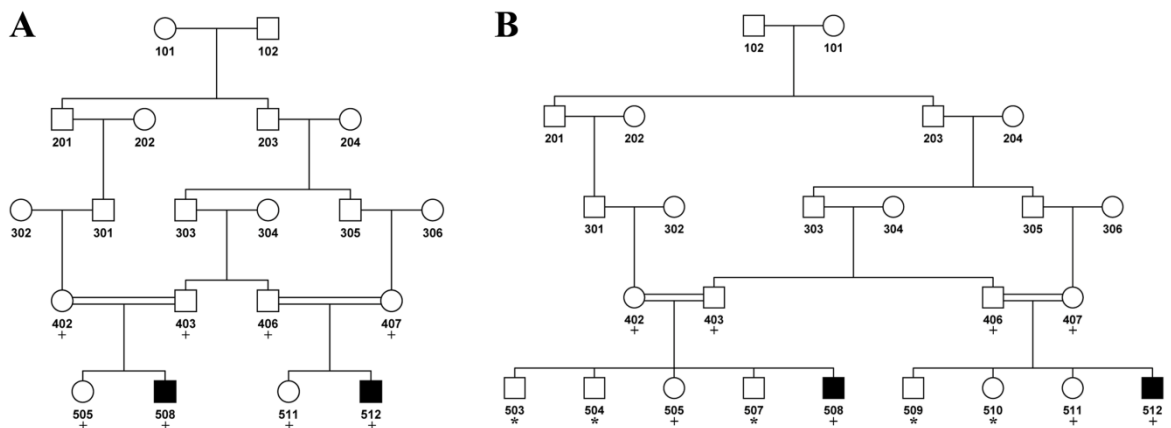 A
101 102
201 202 203 204
302 301 303 304 305 306
402 403 406 407
+ + + +
505 508 511 512
+ + + +
B
102 101
201 202 203 204
301 302 303 304 305 306
402 403 406 407
+ + + +
503 504 505 507 508 509 510 511 512
* * + * + * * + +